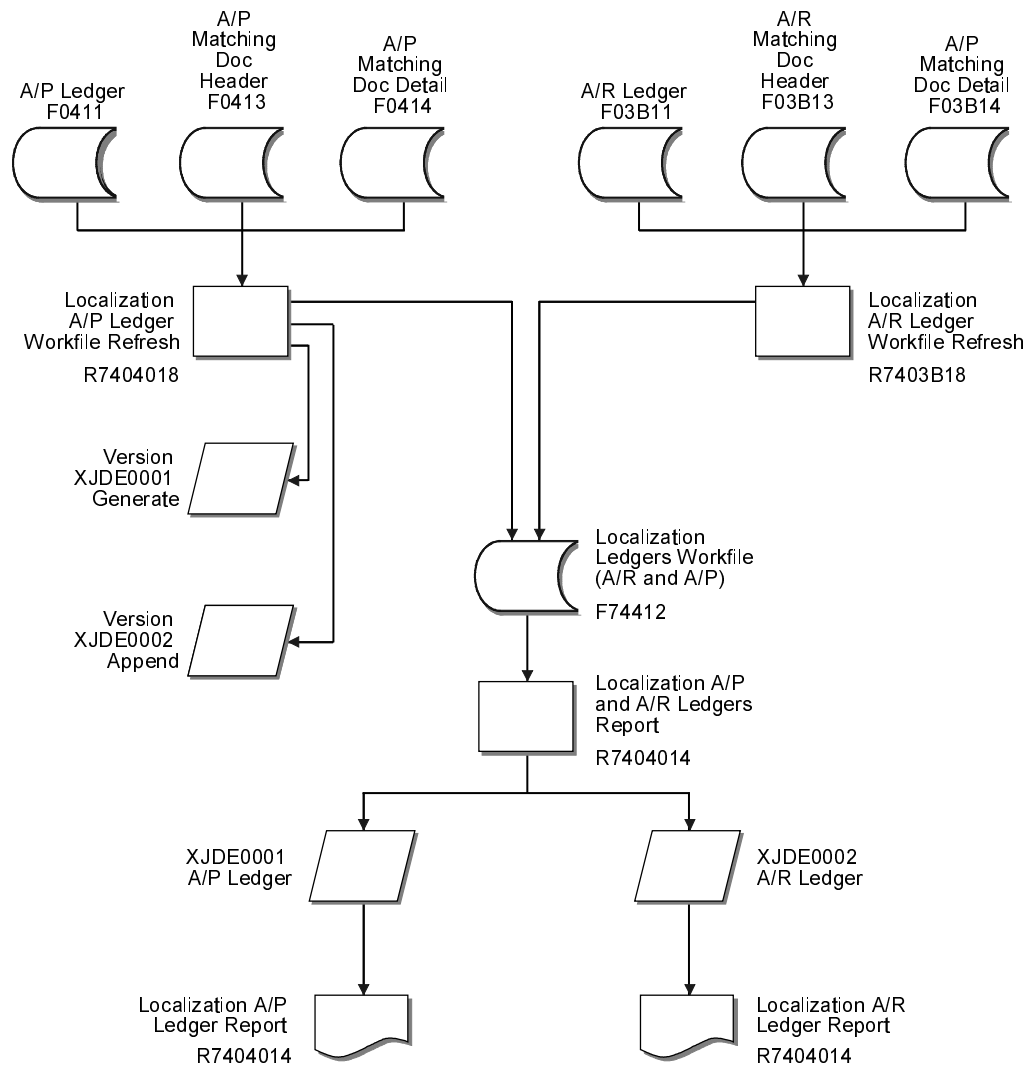 A/P Ledger
F0411
A/P
Matching
Doc
Header
F0413
A/P
Matching
Doc Detail
F0414
A/R Ledger
F03B11
A/R
Matching
Doc
Header
F03B13
A/P
Matching
Doc Detail
F03B14
Localization
A/P Ledger
Workfile Refresh
R7404018
Localization
A/R Ledger
Workfile Refresh
R7403B18
Version
XJDE0001
Generate
Version
XJDE0002
Append
Localization
Ledgers Workfile
(A/R and A/P)
F74412
Localization A/P
and A/R Ledgers
Report
R7404014
XJDE0001
A/P Ledger
XJDE0002
A/R Ledger
Localization A/P
Ledger Report
R7404014
Localization A/R
Ledger Report
R7404014